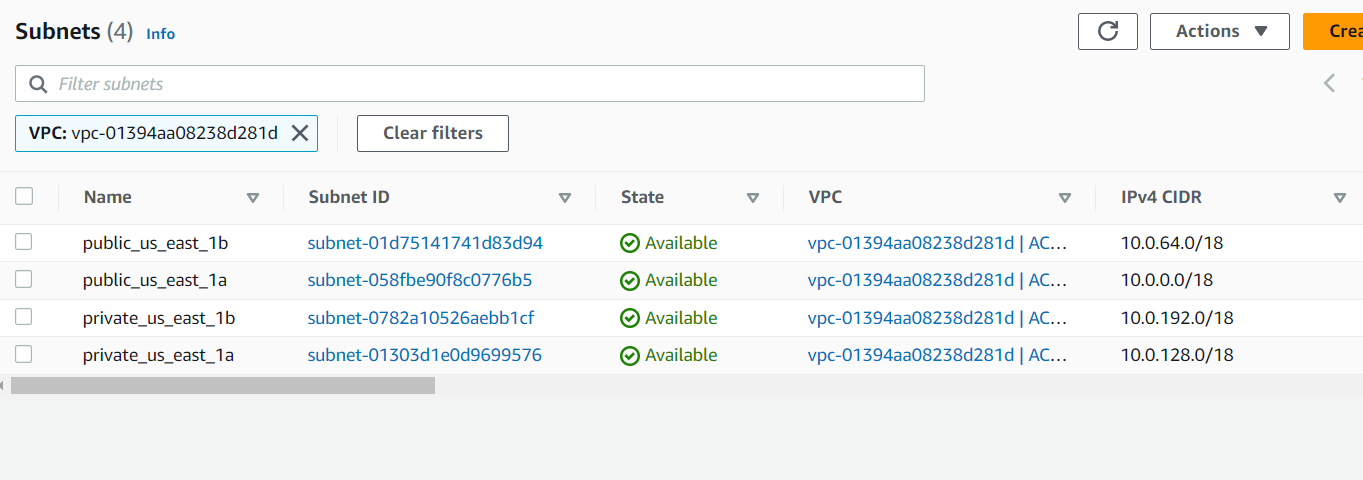 Subnets (4) Info
Actions
Filter subnets
VPC: vpc-01394aa08238d281d
Clear filters
Name Subnet ID State VPC IPv4 CIDR
public_us_east_1b subnet-01d75141741d83d94 Available vpc-01394aa08238d281d | AC... 10.0.64.0/18
public_us_east_1a subnet-058fbe90f8c0776b5 Available vpc-01394aa08238d281d | AC... 10.0.0.0/18
private_us_east_1b subnet-0782a10526aebb1cf Available vpc-01394aa08238d281d | AC... 10.0.192.0/18
private_us_east_1a subnet-01303d1e0d9699576 Available vpc-01394aa08238d281d | AC... 10.0.128.0/18